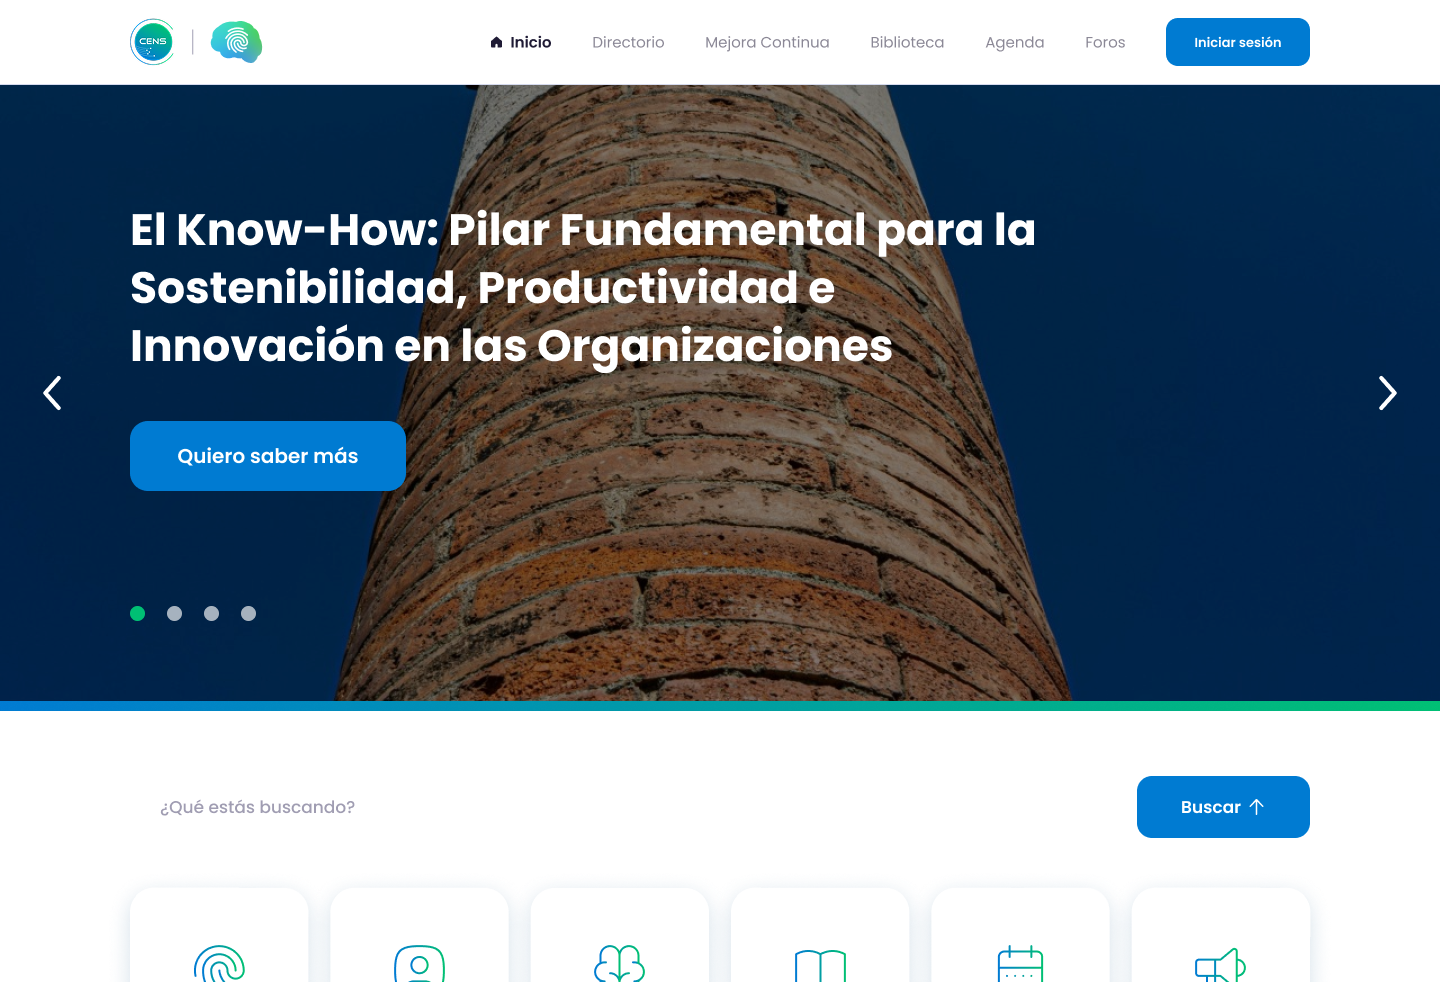 CENS
Inicio
Directorio
Mejora Continua
Biblioteca
Agenda
Foros
Iniciar sesión
El Know-How: Pilar Fundamental para la
Sostenibilidad, Productividad e
Innovación en las Organizaciones
Quiero saber más
¿Qué estás buscando?
Buscar